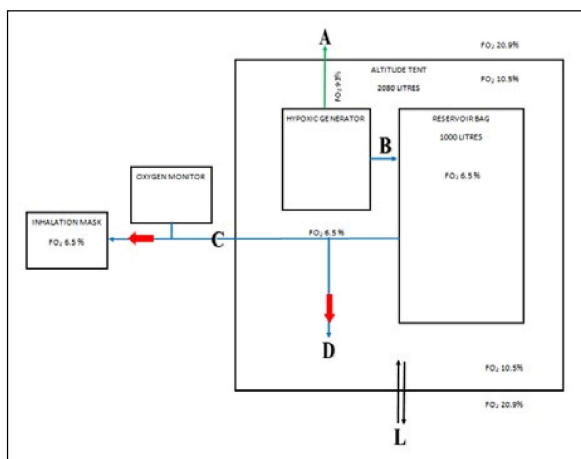 A
FO₂ 20.9%
ALTITUDE TENT
2080 LITRES
FO₂ 10.5%
FO₂ 93%
HYPOXIC GENERATOR
RESERVOIR BAG
1000 LITRES
B
FO₂ 6.5%
OXYGEN MONITOR
INHALATION MASK
FO₂ 6.5%
C
FO₂ 6.5%
D
FO₂ 10.5%
FO₂ 20.9%
L